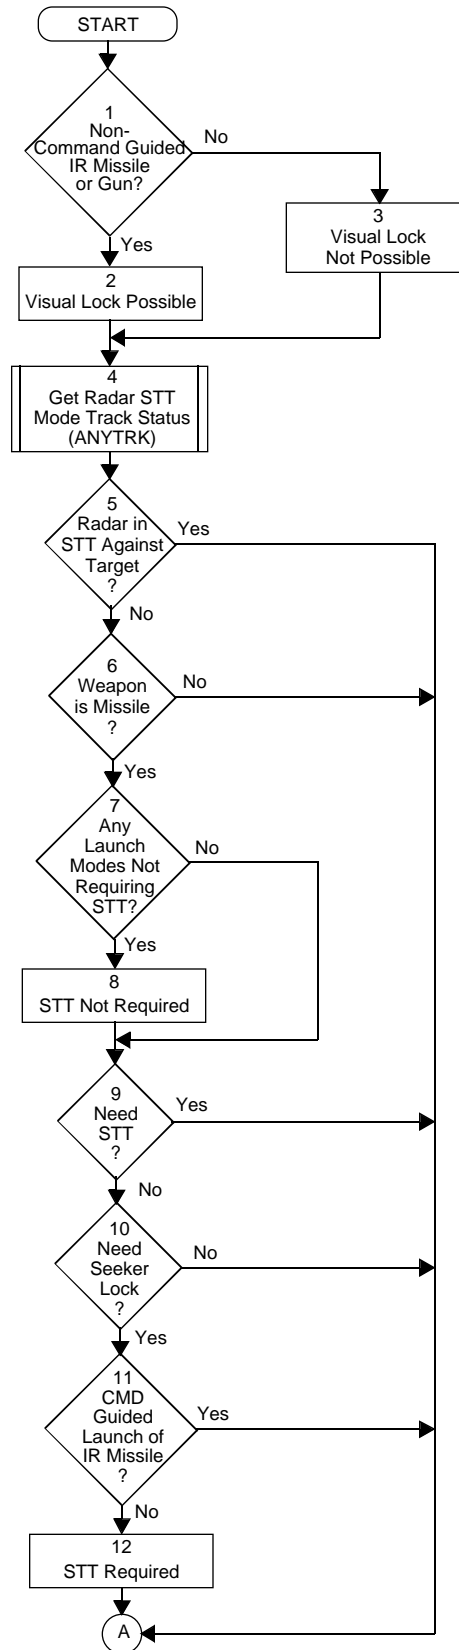 START
1
Non-
Command Guided
IR Missile
or Gun?
No
Yes
3
Visual Lock
Not Possible
2
Visual Lock Possible
4
Get Radar STT
Mode Track Status
(ANYTRK)
5
Radar in
STT Against
Target
?
Yes
No
6
Weapon
is Missile
?
No
Yes
7
Any
Launch
Modes Not
Requiring
STT?
No
Yes
8
STT Not Required
9
Need
STT
?
Yes
No
10
Need
Seeker
Lock
?
No
Yes
11
CMD
Guided
Launch of
IR Missile
?
Yes
No
12
STT Required
A